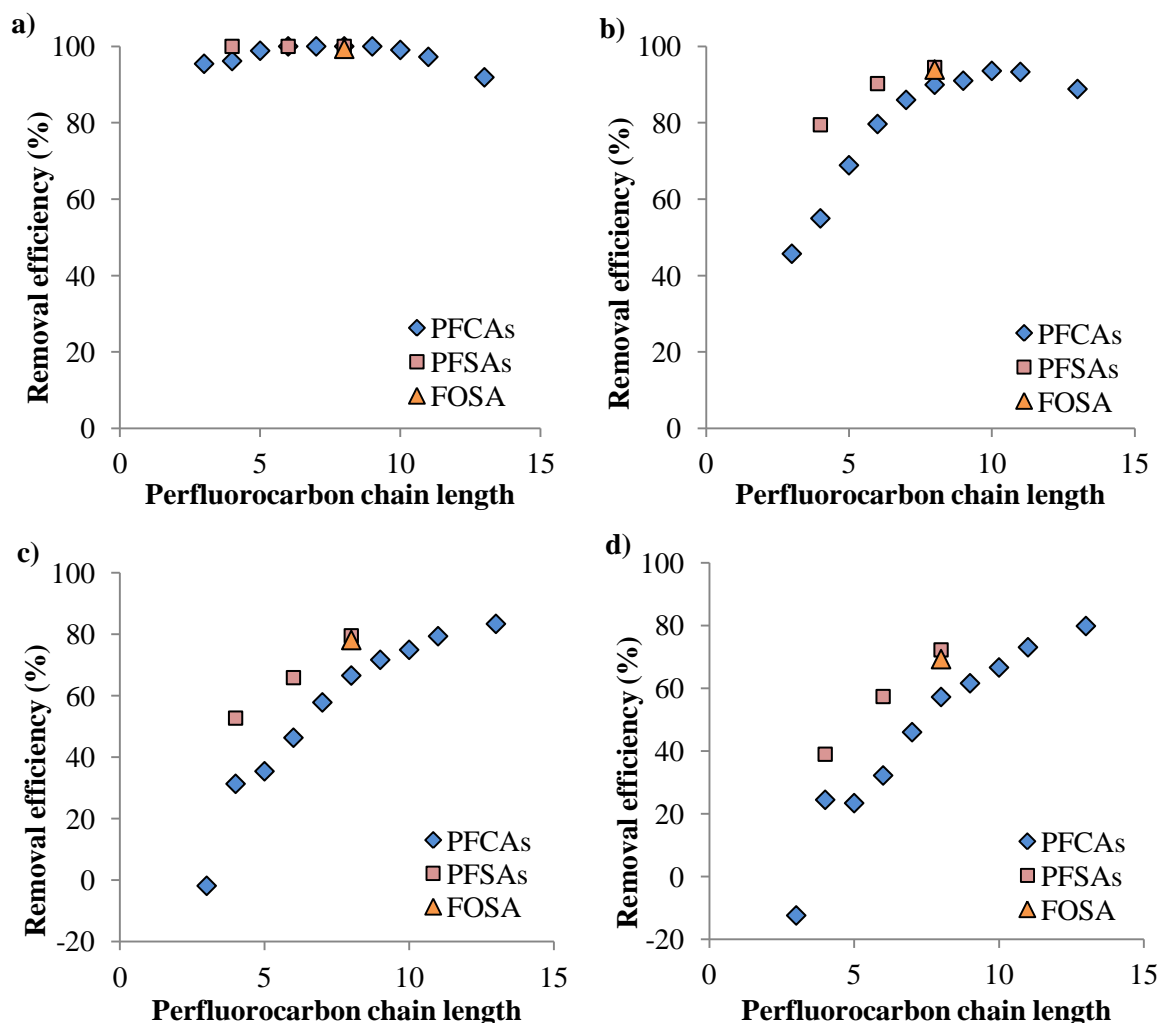 a)
Removal efficiency (%)
100
80
60
40
20
0
0 5 10 15
Perfluorocarbon chain length
PFCAs
PFSAs
FOSA
b)
Removal efficiency (%)
100
80
60
40
20
0
0 5 10 15
Perfluorocarbon chain length
PFCAs
PFSAs
FOSA
c)
Removal efficiency (%)
100
80
60
40
20
0
-20
0 5 10 15
Perfluorocarbon chain length
PFCAs
PFSAs
FOSA
d)
Removal efficiency (%)
100
80
60
40
20
0
-20
0 5 10 15
Perfluorocarbon chain length
PFCAs
PFSAs
FOSA